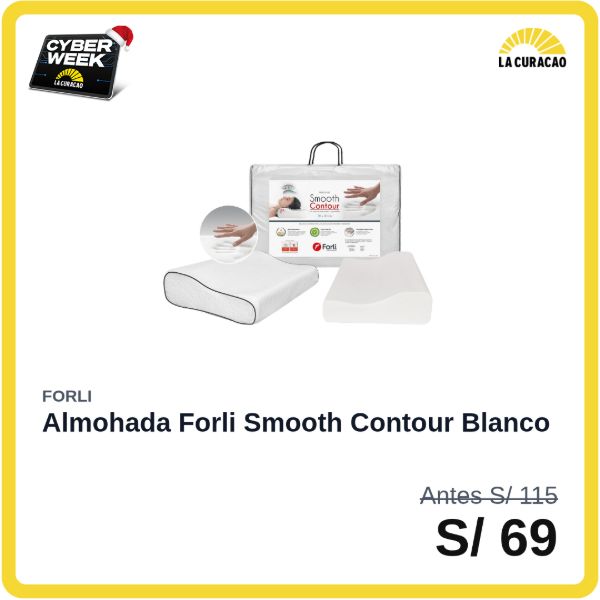 CYBER
WEEK
LA CURACAO
LA CURACAO
Smooth
Contour
Forli
FORLI
Almohada Forli Smooth Contour Blanco
Antes S/ 115
S/ 69